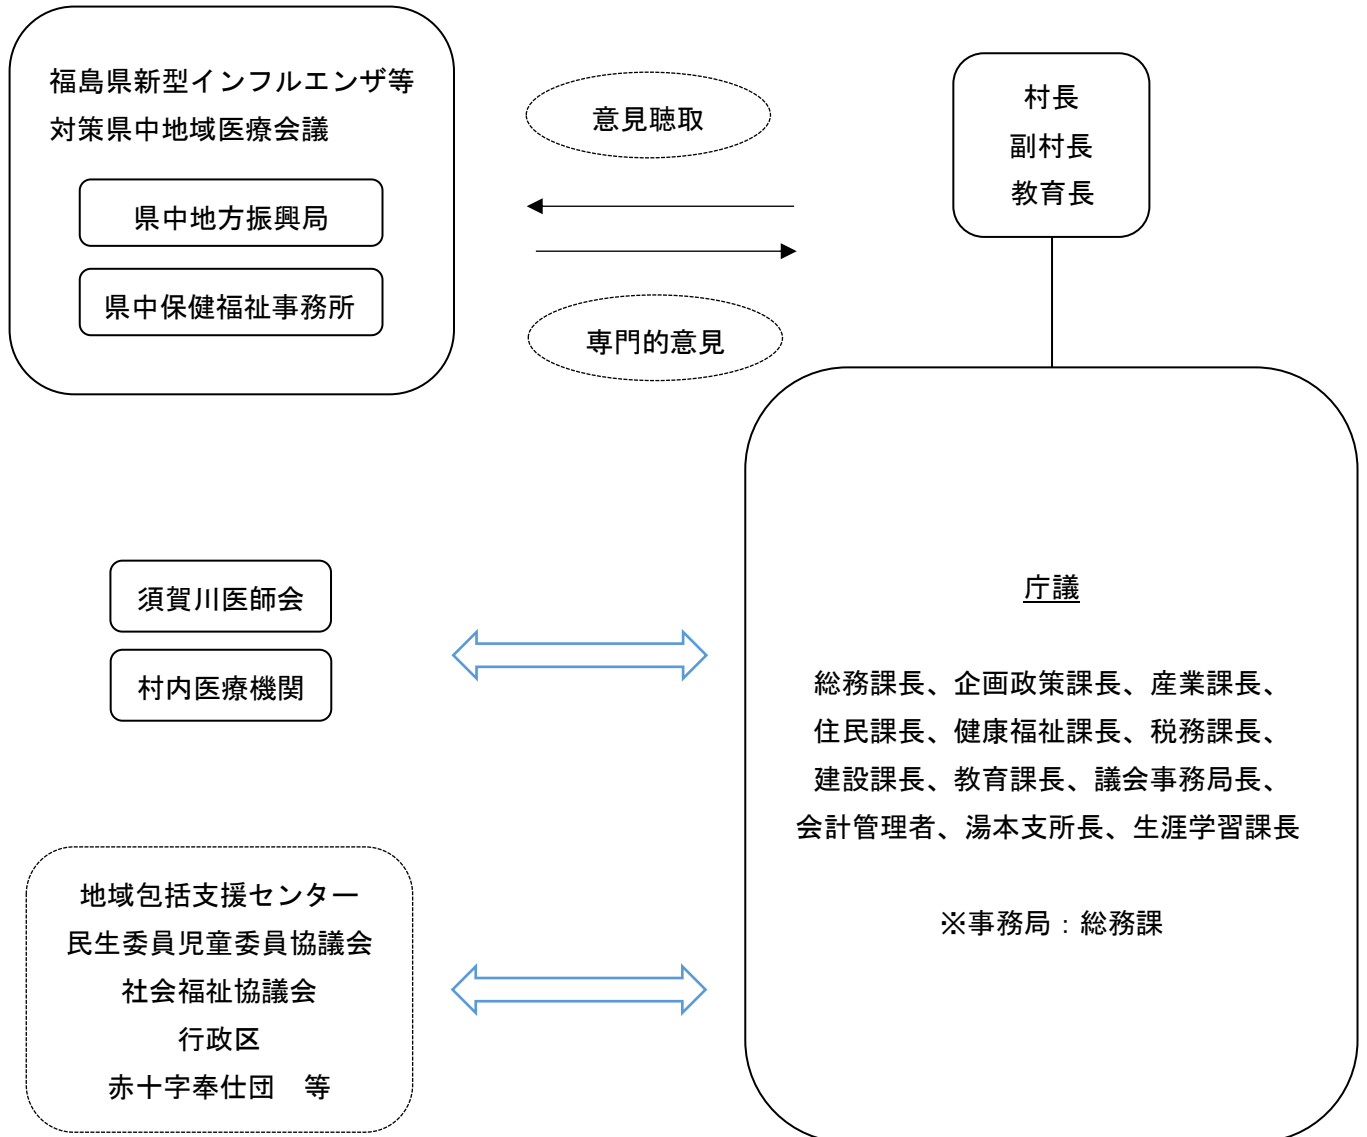 福島県新型インフルエンザ等
対策県中地域医療会議
県中地方振興局
県中保健福祉事務所
意見聴取
専門的意見
村長
副村長
教育長
須賀川医師会
村内医療機関
庁議
総務課長、企画政策課長、産業課長、
住民課長、健康福祉課長、税務課長、
建設課長、教育課長、議会事務局長、
会計管理者、湯本支所長、生涯学習課長
※事務局：総務課
地域包括支援センター
民生委員児童委員協議会
社会福祉協議会
行政区
赤十字奉仕団　等